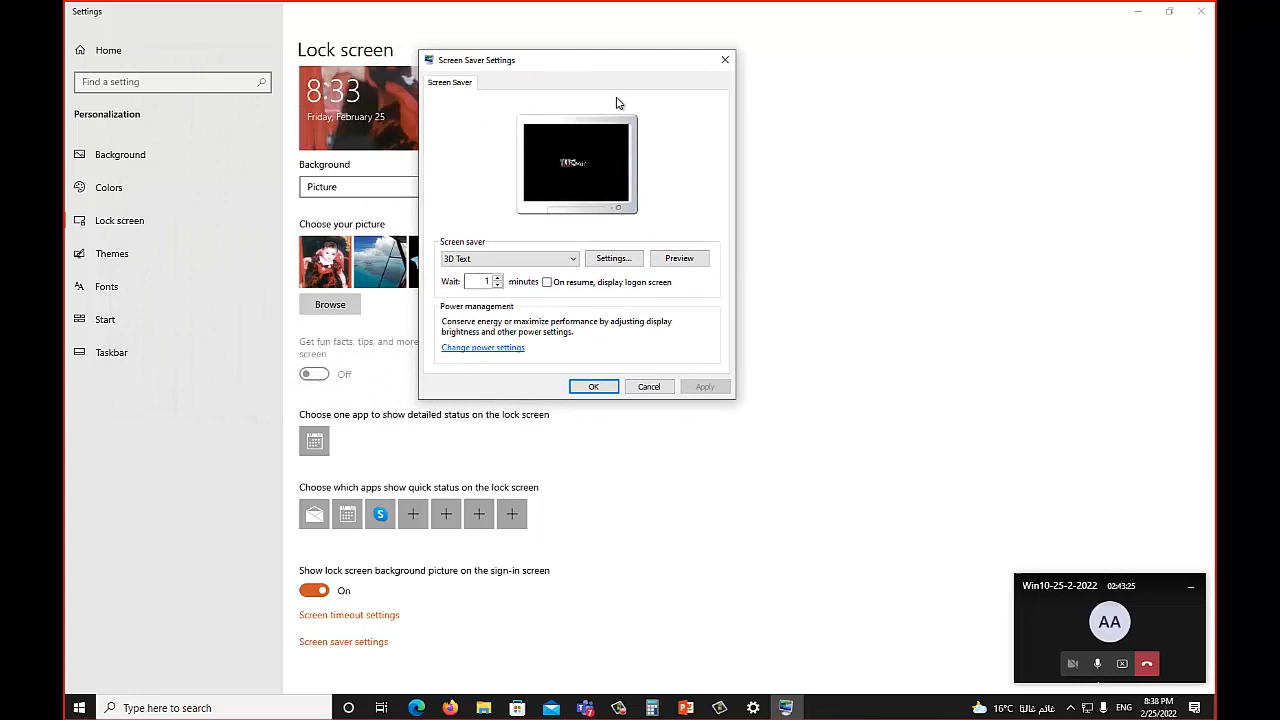 Settings
Home
Find a setting
Personalization
Background
Colors
Lock screen
Themes
Fonts
Start
Taskbar
Lock screen
8:33
Friday, February 25
Background
Picture
Choose your picture
Browse
Get fun facts, tips, and more
screen
Off
Choose one app to show detailed status on the lock screen
Choose which apps show quick status on the lock screen
Show lock screen background picture on the sign-in screen
On
Screen timeout settings
Screen saver settings
Screen Saver Settings
Screen Saver
Screen saver
3D Text
Settings...
Preview
Wait: 1 minutes
On resume, display logon screen
Power management
Conserve energy or maximize performance by adjusting display
brightness and other power settings.
Change power settings
OK
Cancel
Apply
Win10-25-2-2022 02:43:25
AA
Type here to search
16°C غائم غالبًا
ENG
8:38 PM
2/25/2022